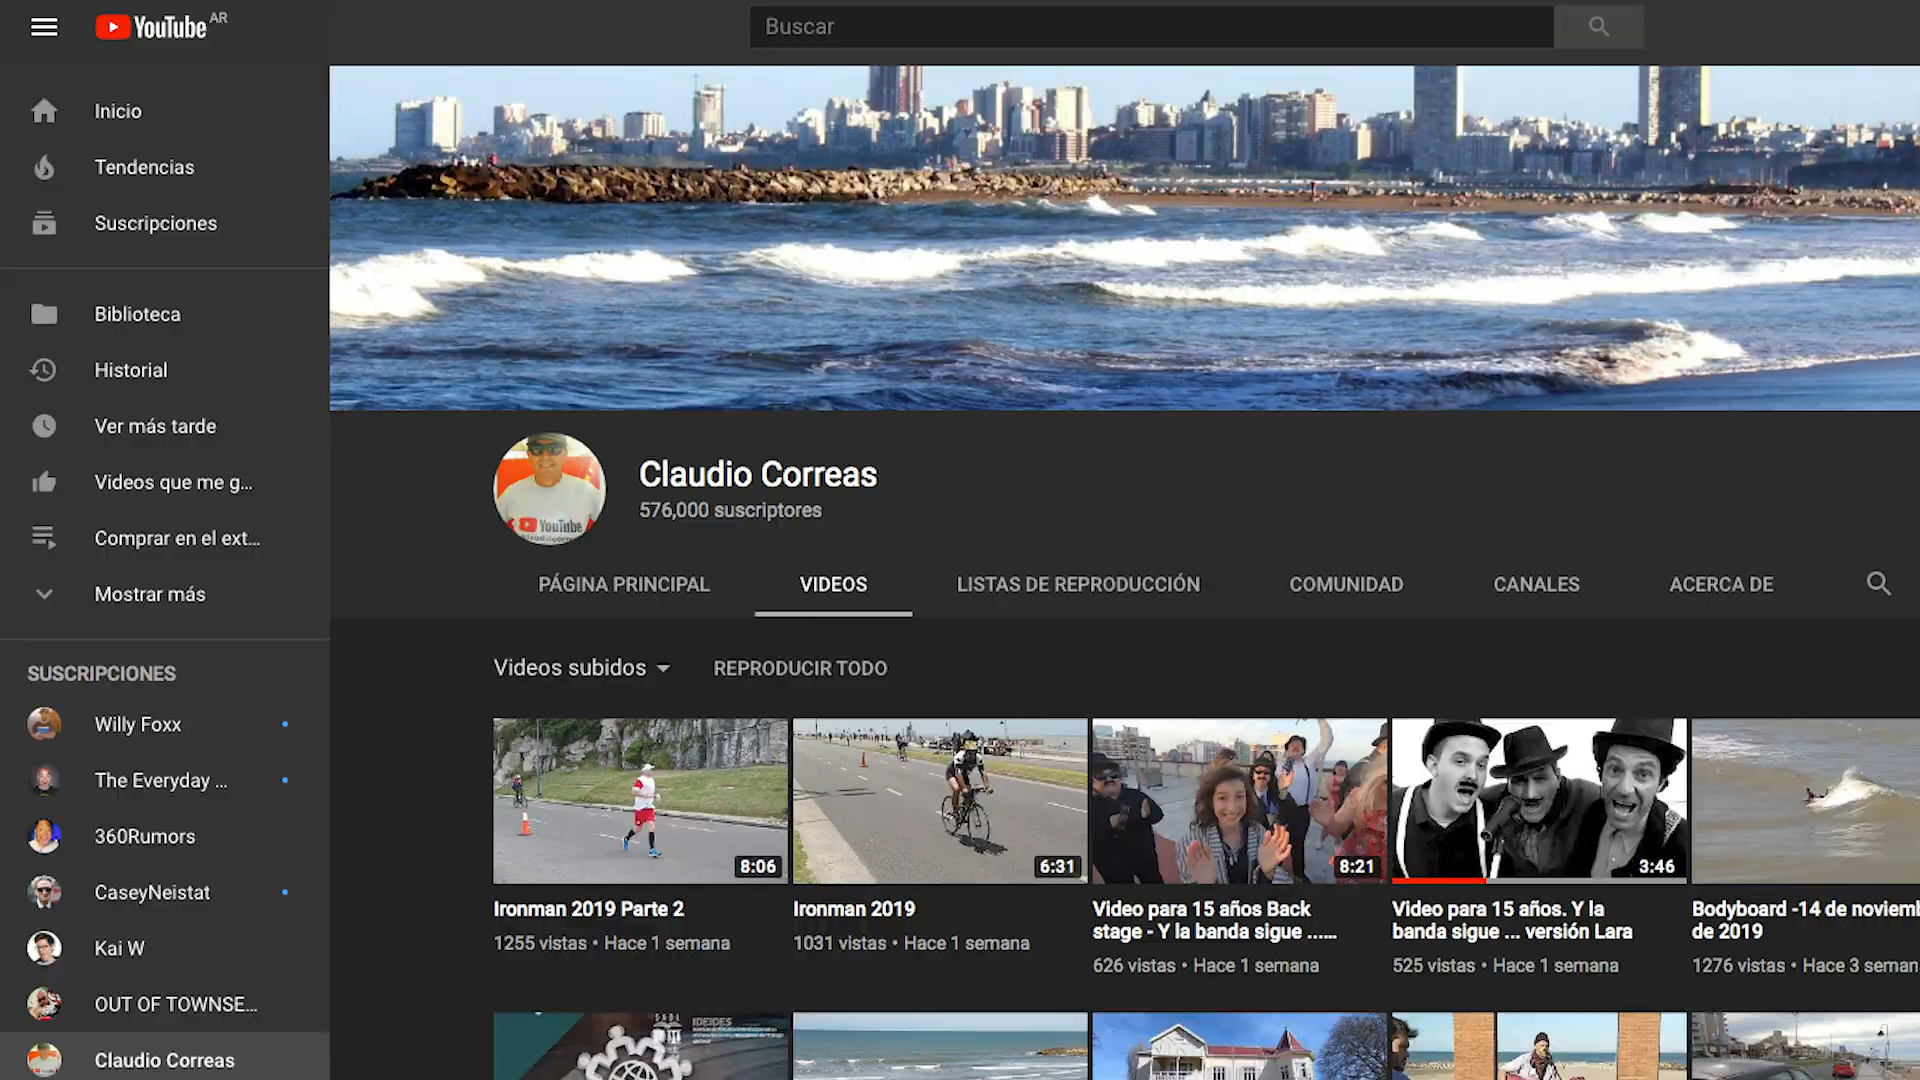 YouTube AR
Buscar
Inicio
Tendencias
Suscripciones
Biblioteca
Historial
Ver más tarde
Videos que me g...
Comprar en el ext...
Mostrar más
SUSCRIPCIONES
Willy Foxx
The Everyday ...
360Rumors
CaseyNeistat
Kai W
OUT OF TOWNSE...
Claudio Correas
YouTube
Claudio Correas
576,000 suscriptores
PÁGINA PRINCIPAL
VIDEOS
LISTAS DE REPRODUCCIÓN
COMUNIDAD
CANALES
ACERCA DE
Videos subidos
REPRODUCIR TODO
8:06
Ironman 2019 Parte 2
1255 vistas • Hace 1 semana
6:31
Ironman 2019
1031 vistas • Hace 1 semana
8:21
Video para 15 años Back
stage - Y la banda sigue ......
626 vistas • Hace 1 semana
3:46
Video para 15 años. Y la
banda sigue ... versión Lara
525 vistas • Hace 1 semana
Bodyboard -14 de noviemb
de 2019
1276 vistas • Hace 3 seman
IDEIDES